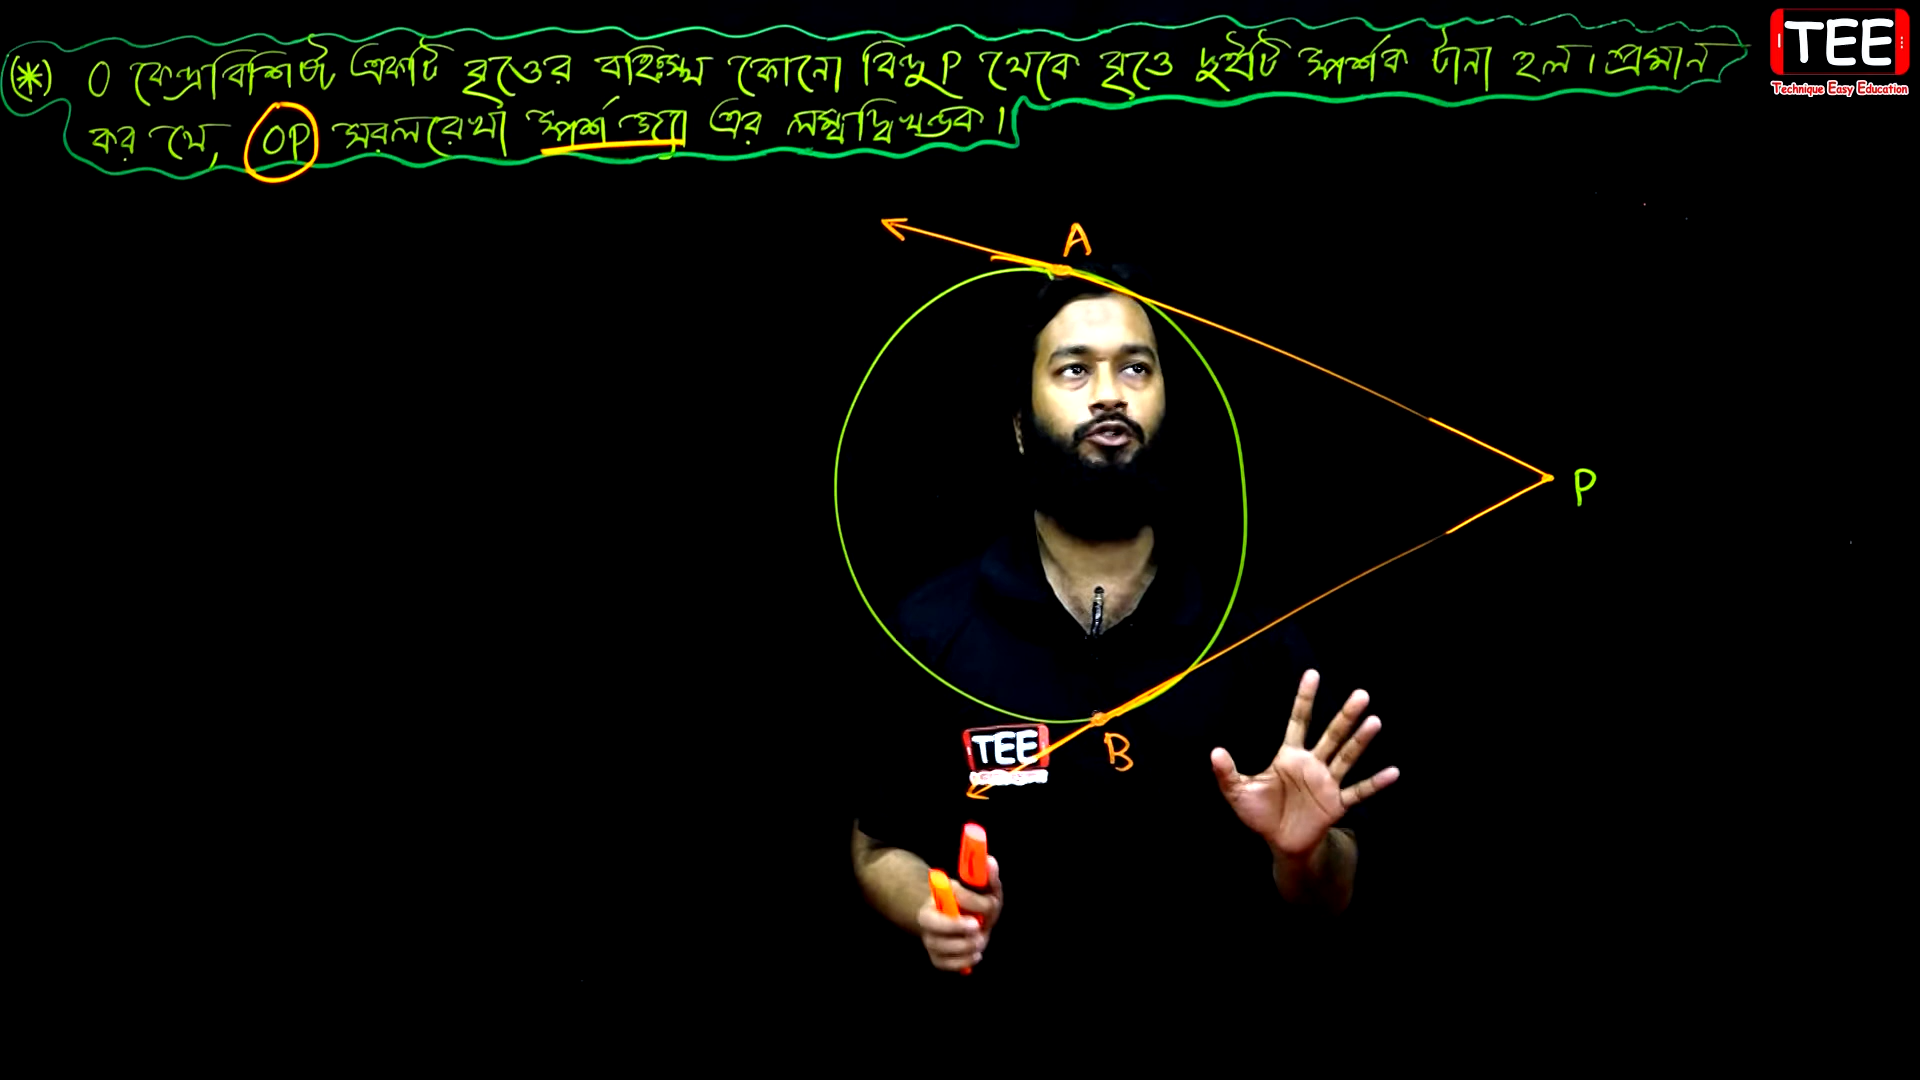 (*) O কেন্দ্রবিশিষ্ট একটি বৃত্তের বহিঃস্থ কোনো বিন্দু P থেকে বৃত্তে দুইটি স্পর্শক টানা হল। প্রমান
কর যে, OP সরলরেখা স্পর্শ জ্যা এর লম্বদ্বিখন্ডক।
TEE
Technique Easy Education
A
P
B
TEE